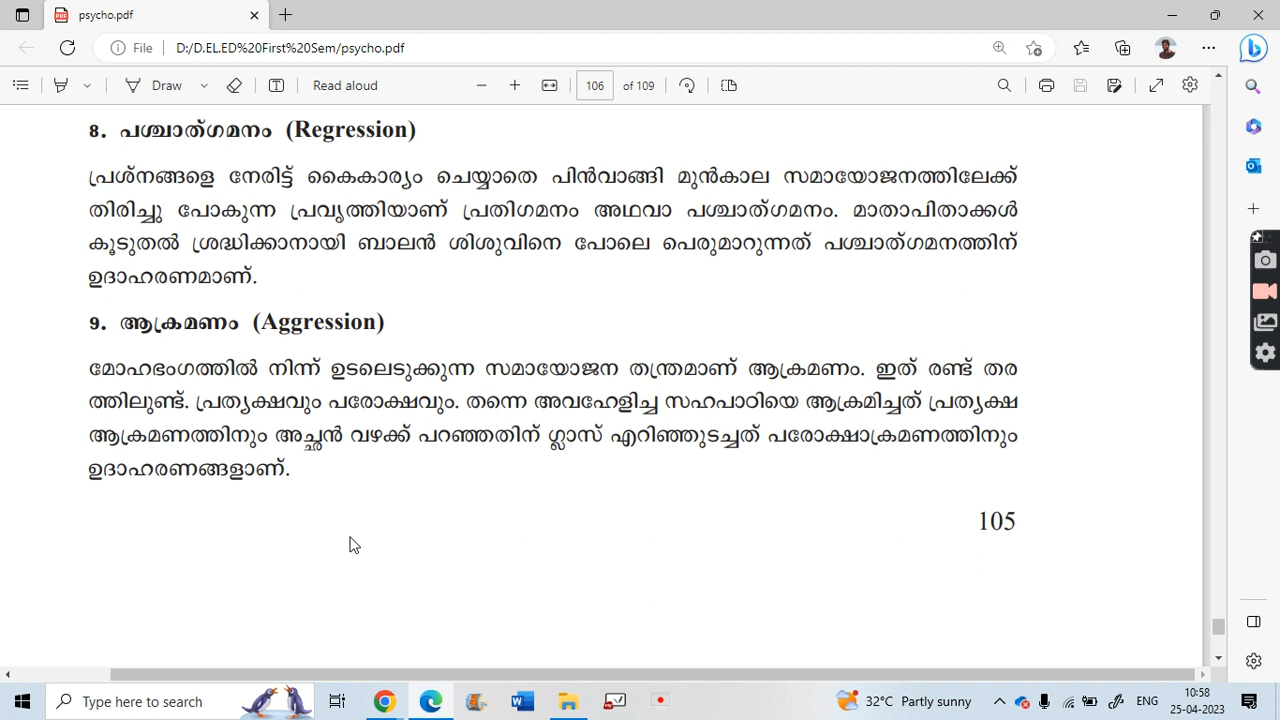 psycho.pdf
File D:/D.EL.ED%20First%20Sem/psycho.pdf
Draw Read aloud 106 of 109
8. പശ്ചാത്ഗമനം (Regression)
പ്രശ്നങ്ങളെ നേരിട്ട് കൈകാര്യം ചെയ്യാതെ പിൻവാങ്ങി മുൻകാല സമായോജനത്തിലേക്ക്
തിരിച്ചു പോകുന്ന പ്രവൃത്തിയാണ് പ്രതിഗമനം അഥവാ പശ്ചാത്ഗമനം. മാതാപിതാക്കൾ
കൂടുതൽ ശ്രദ്ധിക്കാനായി ബാലൻ ശിശുവിനെ പോലെ പെരുമാറുന്നത് പശ്ചാത്ഗമനത്തിന്
ഉദാഹരണമാണ്.
9. ആക്രമണം (Aggression)
മോഹഭംഗത്തിൽ നിന്ന് ഉടലെടുക്കുന്ന സമായോജന തന്ത്രമാണ് ആക്രമണം. ഇത് രണ്ട് തര
ത്തിലുണ്ട്. പ്രത്യക്ഷവും പരോക്ഷവും. തന്നെ അവഹേളിച്ച സഹപാഠിയെ ആക്രമിച്ചത് പ്രത്യക്ഷ
ആക്രമണത്തിനും അച്ഛൻ വഴക്ക് പറഞ്ഞതിന് ഗ്ലാസ് എറിഞ്ഞുടച്ചത് പരോക്ഷാക്രമണത്തിനും
ഉദാഹരണങ്ങളാണ്.
105
Type here to search
32°C Partly sunny
ENG
10:58
25-04-2023